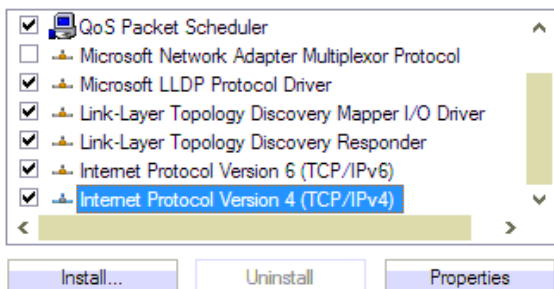 QoS Packet Scheduler
Microsoft Network Adapter Multiplexor Protocol
Microsoft LLDP Protocol Driver
Link-Layer Topology Discovery Mapper I/O Driver
Link-Layer Topology Discovery Responder
Internet Protocol Version 6 (TCP/IPv6)
Internet Protocol Version 4 (TCP/IPv4)
Install... Uninstall Properties